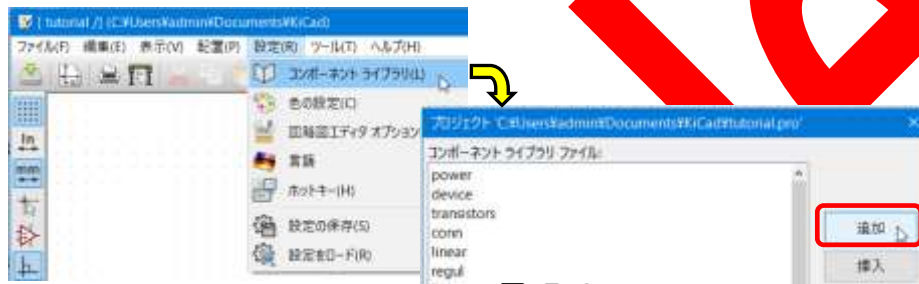 [ tutorial /] (C:¥Users¥admin¥Documents¥KiCad)
ファイル(F) 編集(E) 表示(V) 配置(P) 設定(R) ツール(T) ヘルプ(H)
コンポーネント ライブラリ(L)
色の設定(C)
回路図エディタ オプション
言語
ホットキー(H)
設定の保存(S)
設定をロード(R)
In
mm
プロジェクト 'C:¥Users¥admin¥Documents¥KiCad¥tutorial.pro'
コンポーネント ライブラリ ファイル:
power
device
transistors
conn
linear
regul
追加
挿入